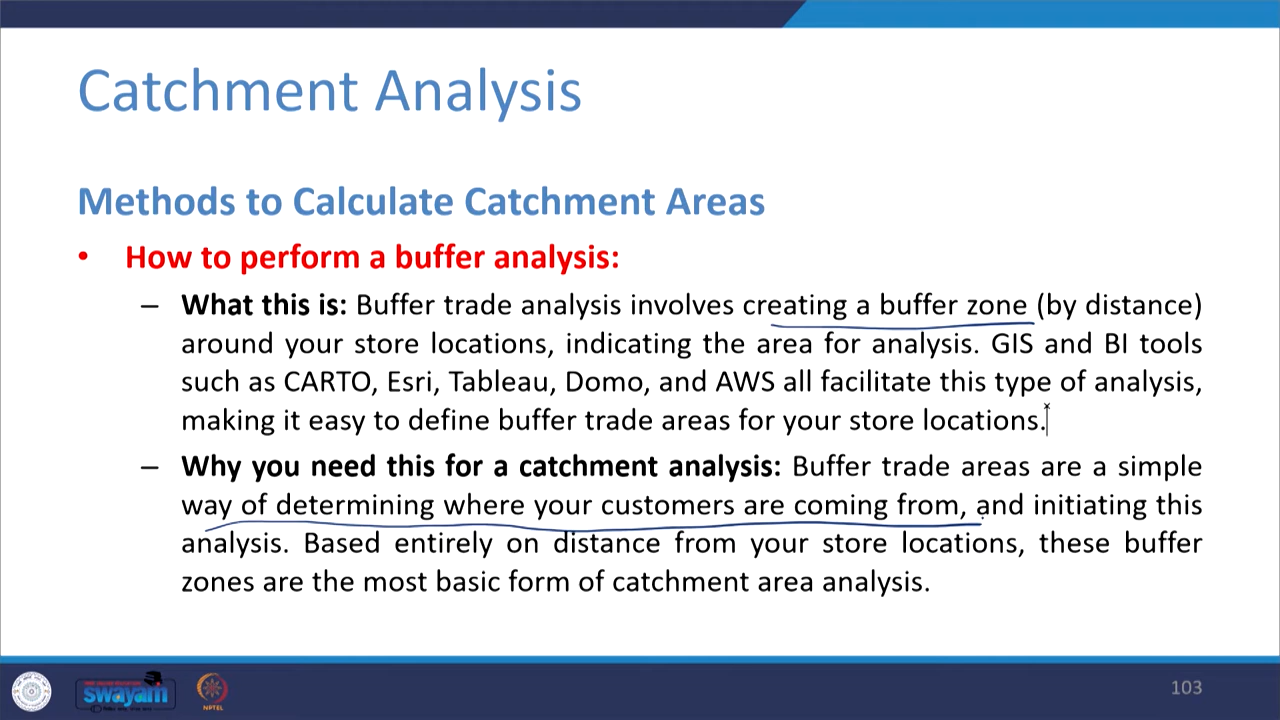 Catchment Analysis
Methods to Calculate Catchment Areas
• How to perform a buffer analysis:
– What this is: Buffer trade analysis involves creating a buffer zone (by distance)
around your store locations, indicating the area for analysis. GIS and BI tools
such as CARTO, Esri, Tableau, Domo, and AWS all facilitate this type of analysis,
making it easy to define buffer trade areas for your store locations.
– Why you need this for a catchment analysis: Buffer trade areas are a simple
way of determining where your customers are coming from, and initiating this
analysis. Based entirely on distance from your store locations, these buffer
zones are the most basic form of catchment area analysis.
swayam
NPTEL
103